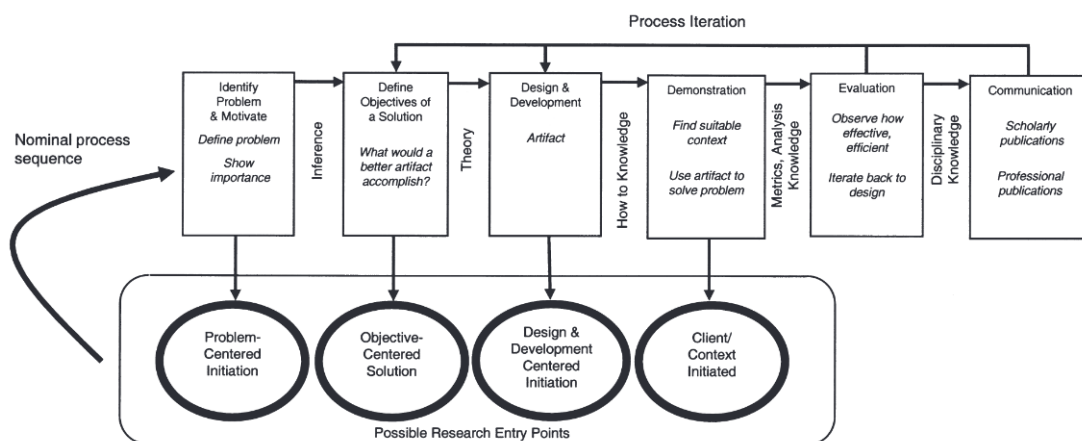 Process Iteration
Nominal process
sequence
Identify
Problem
& Motivate
Define problem
Show
importance
Inference
Define
Objectives of
a Solution
What would a
better artifact
accomplish?
Theory
Design &
Development
Artifact
How to Knowledge
Demonstration
Find suitable
context
Use artifact to
solve problem
Metrics, Analysis
Knowledge
Evaluation
Observe how
effective,
efficient
Iterate back to
design
Disciplinary
Knowledge
Communication
Scholarly
publications
Professional
publications
Problem-
Centered
Initiation
Objective-
Centered
Solution
Design &
Development
Centered
Initiation
Client/
Context
Initiated
Possible Research Entry Points